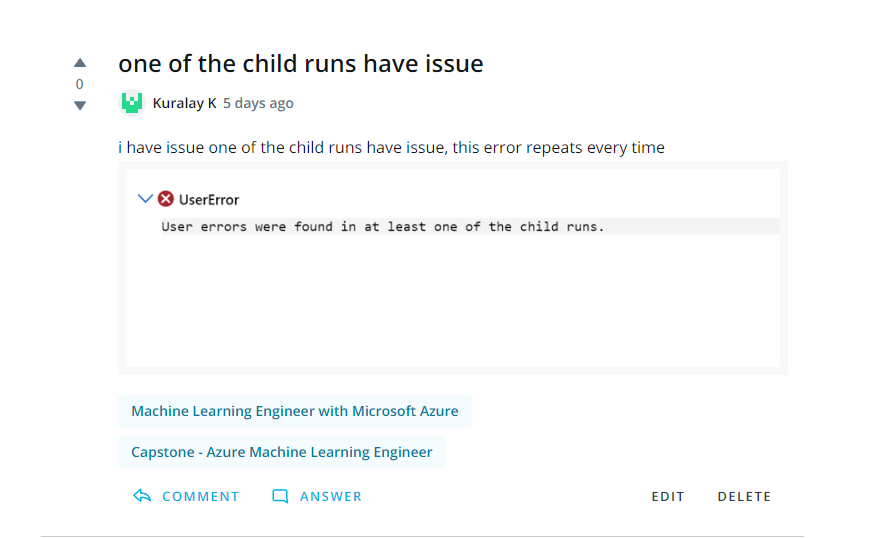 one of the child runs have issue
0
Kuralay K 5 days ago
i have issue one of the child runs have issue, this error repeats every time
UserError
User errors were found in at least one of the child runs.
Machine Learning Engineer with Microsoft Azure
Capstone - Azure Machine Learning Engineer
COMMENT ANSWER EDIT DELETE